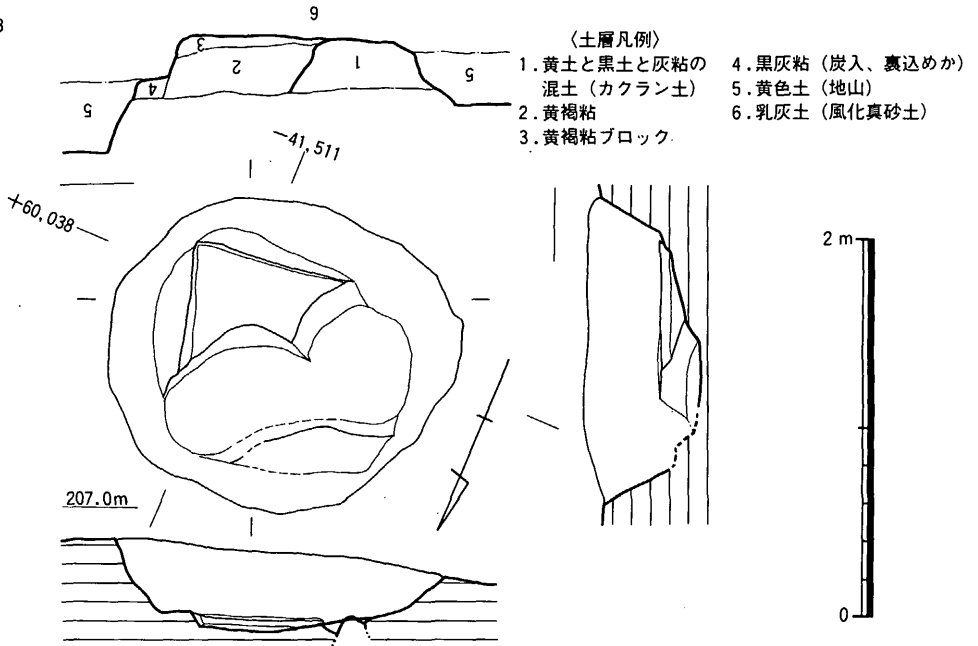 6
3
2
1
4
5
5
〈土層凡例〉
1．黄土と黒土と灰粘の
混土（カクラン土）
2．黄褐粘
3．黄褐粘ブロック
4．黒灰粘（炭入、裏込めか）
5．黄色土（地山）
6．乳灰土（風化真砂土）
－41,511
＋60,038
2 m
207.0m
0